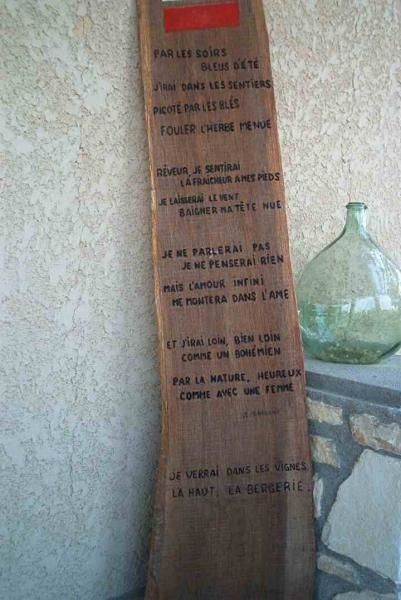 PAR LES SOIRS
BLEUS D'ÉTÉ
J'IRAI DANS LES SENTIERS
PICOTÉ PAR LES BLÉS
FOULER L'HERBE MENUE
RÊVEUR, JE SENTIRAI
LA FRAICHEUR A MES PIEDS
JE LAISSERAI LE VENT
BAIGNER MA TÊTE NUE
JE NE PARLERAI PAS
JE NE PENSERAI RIEN
MAIS L'AMOUR INFINI
ME MONTERA DANS L'AME
ET J'IRAI LOIN, BIEN LOIN
COMME UN BOHÉMIEN
PAR LA NATURE, HEUREUX
COMME AVEC UNE FEMME
JE VERRAI DANS LES VIGNES
LA HAUT, LA BERGERIE.